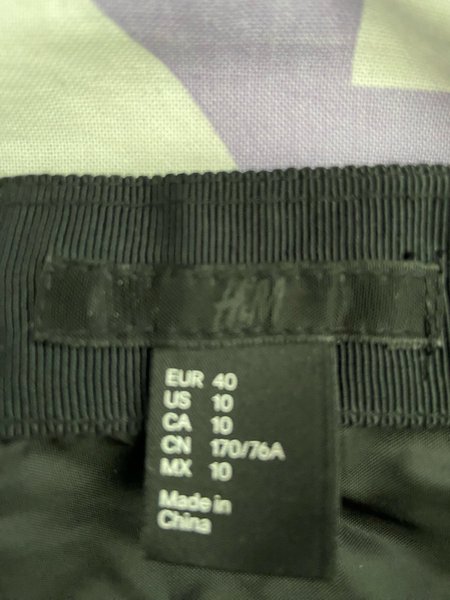 H&M
EUR 40
US 10
CA 10
CN 170/76A
MX 10
Made in
China